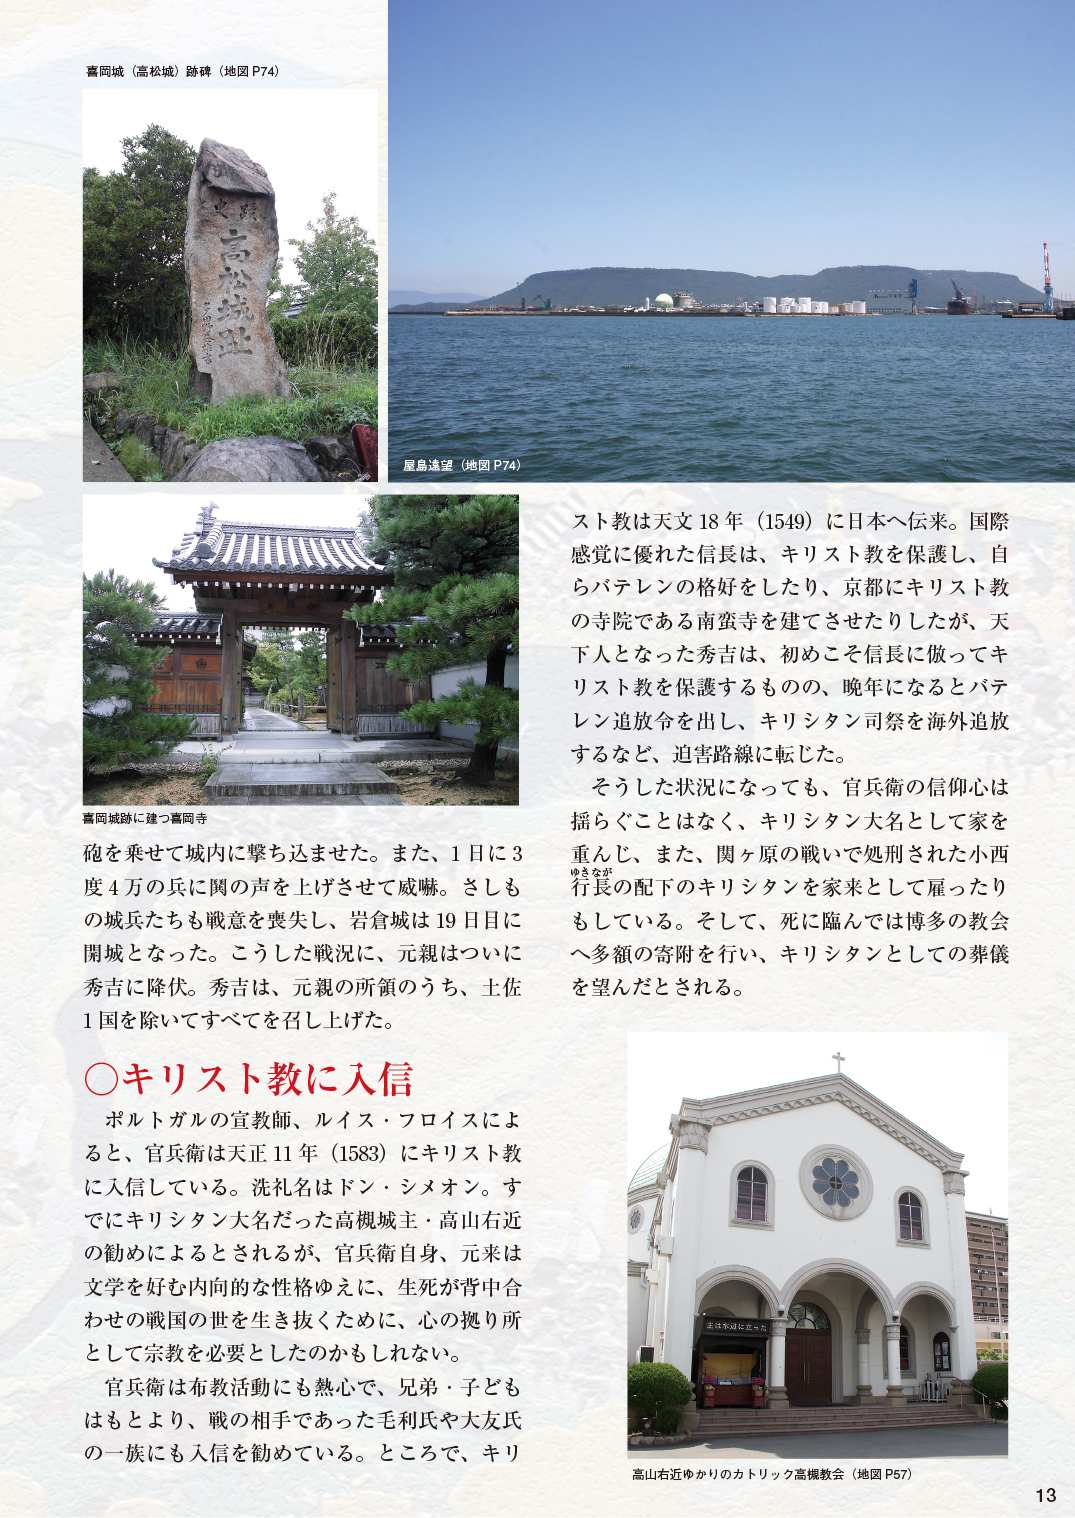 喜岡城（高松城）跡碑（地図 P74）
史跡
高松城址
屋島遠望（地図 P74）
喜岡城跡に建つ喜岡寺
砲を乗せて城内に撃ち込ませた。また、1 日に 3
度 4 万の兵に鬨の声を上げさせて威嚇。さしも
の城兵たちも戦意を喪失し、岩倉城は 19 日目に
開城となった。こうした戦況に、元親はついに
秀吉に降伏。秀吉は、元親の所領のうち、土佐
1 国を除いてすべてを召し上げた。
〇キリスト教に入信
ポルトガルの宣教師、ルイス・フロイスによ
ると、官兵衛は天正 11 年（1583）にキリスト教
に入信している。洗礼名はドン・シメオン。す
でにキリシタン大名だった高槻城主・高山右近
の勧めによるとされるが、官兵衛自身、元来は
文学を好む内向的な性格ゆえに、生死が背中合
わせの戦国の世を生き抜くために、心の拠り所
として宗教を必要としたのかもしれない。
官兵衛は布教活動にも熱心で、兄弟・子ども
はもとより、戦の相手であった毛利氏や大友氏
の一族にも入信を勧めている。ところで、キリ
スト教は天文 18 年（1549）に日本へ伝来。国際
感覚に優れた信長は、キリスト教を保護し、自
らバテレンの格好をしたり、京都にキリスト教
の寺院である南蛮寺を建てさせたりしたが、天
下人となった秀吉は、初めこそ信長に倣ってキ
リスト教を保護するものの、晩年になるとバテ
レン追放令を出し、キリシタン司祭を海外追放
するなど、迫害路線に転じた。
そうした状況になっても、官兵衛の信仰心は
揺らぐことはなく、キリシタン大名として家を
重んじ、また、関ヶ原の戦いで処刑された小西
ゆきなが
行長の配下のキリシタンを家来として雇ったり
もしている。そして、死に臨んでは博多の教会
へ多額の寄附を行い、キリシタンとしての葬儀
を望んだとされる。
主は水辺に立った
高山右近ゆかりのカトリック高槻教会（地図 P57）
13